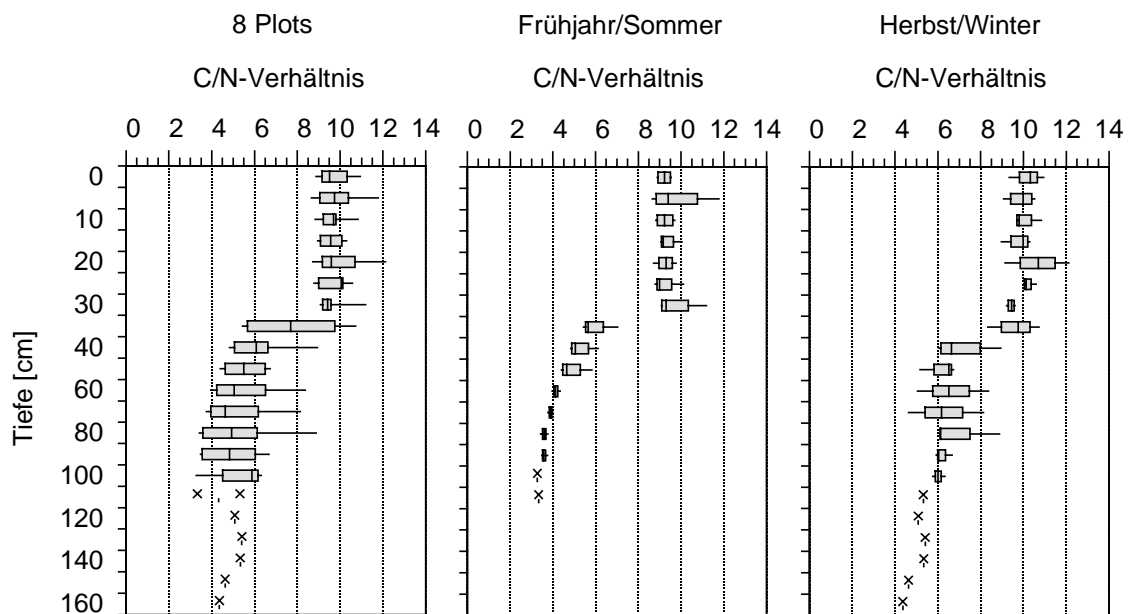 8 Plots Frühjahr/Sommer Herbst/Winter
C/N-Verhältnis C/N-Verhältnis C/N-Verhältnis
0 2 4 6 8 10 12 14 0 2 4 6 8 10 12 14 0 2 4 6 8 10 12 14
Tiefe [cm]
0
10
20
30
40
60
80
100
120
140
160